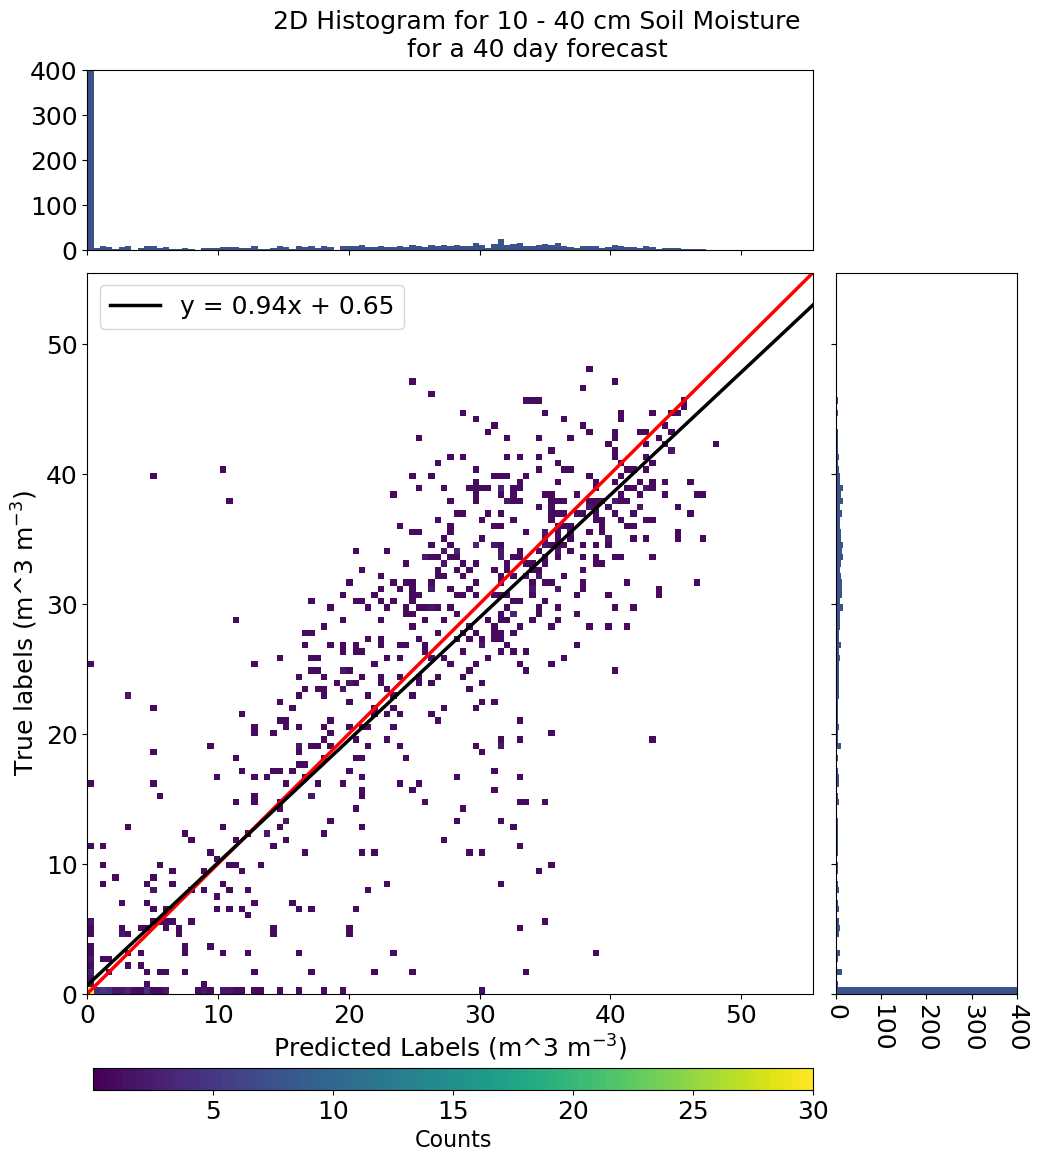 2D Histogram for 10 - 40 cm Soil Moisture
for a 40 day forecast
400
300
200
100
0
y = 0.94x + 0.65
50
40
30
20
10
0
True labels (m^3 m⁻³)
0 10 20 30 40 50
Predicted Labels (m^3 m⁻³)
0 100 200 300 400
5 10 15 20 25 30
Counts